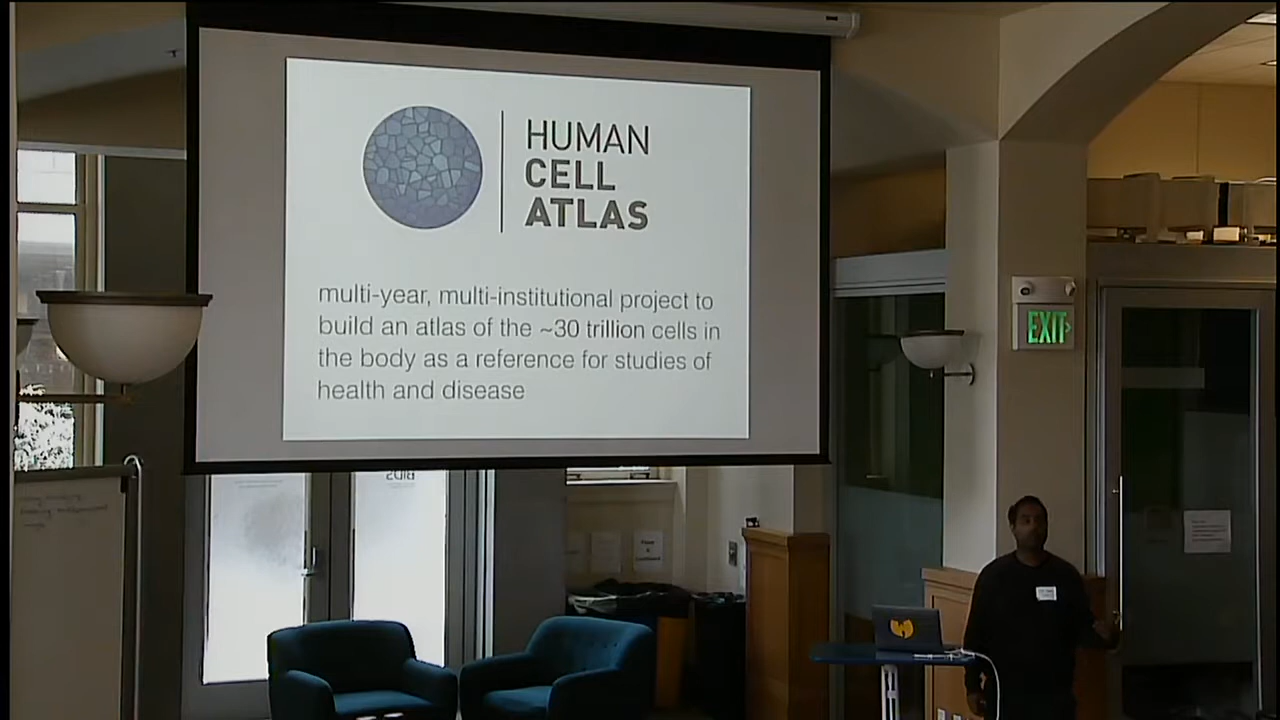 HUMAN
CELL
ATLAS
multi-year, multi-institutional project to
build an atlas of the ~30 trillion cells in
the body as a reference for studies of
health and disease
EXIT
BIDS